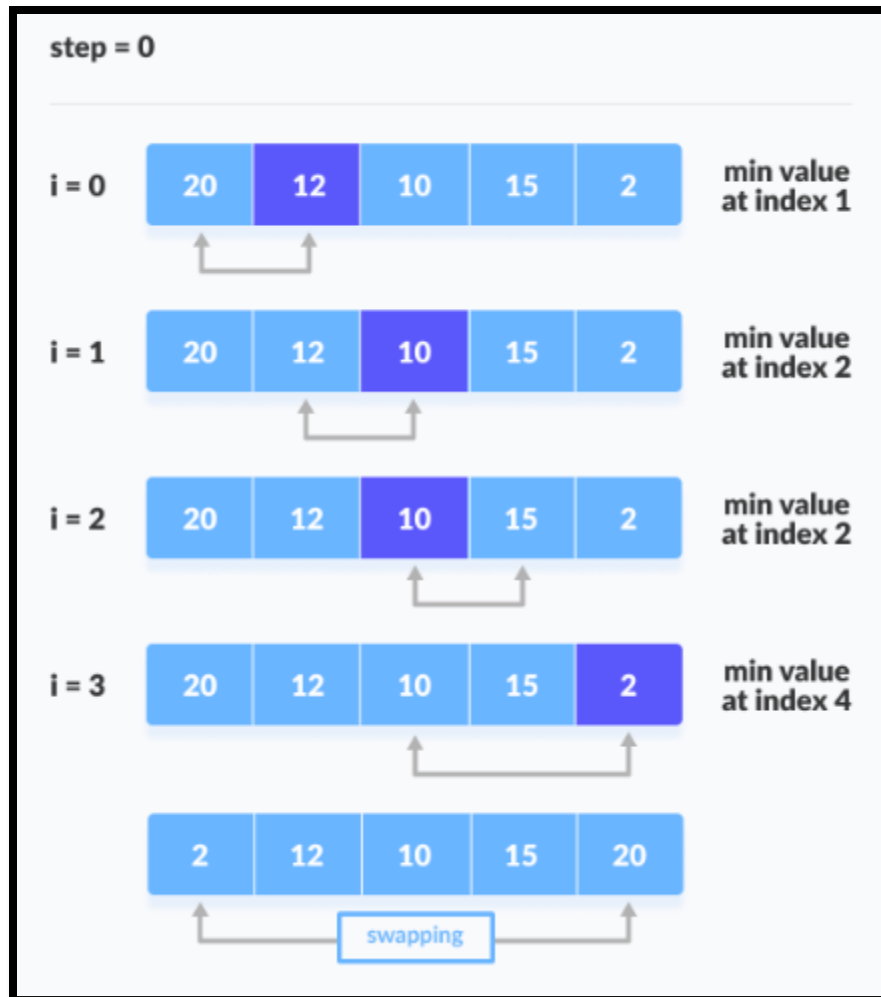 step = 0
i = 0 20 12 10 15 2 min value
at index 1
i = 1 20 12 10 15 2 min value
at index 2
i = 2 20 12 10 15 2 min value
at index 2
i = 3 20 12 10 15 2 min value
at index 4
2 12 10 15 20
swapping